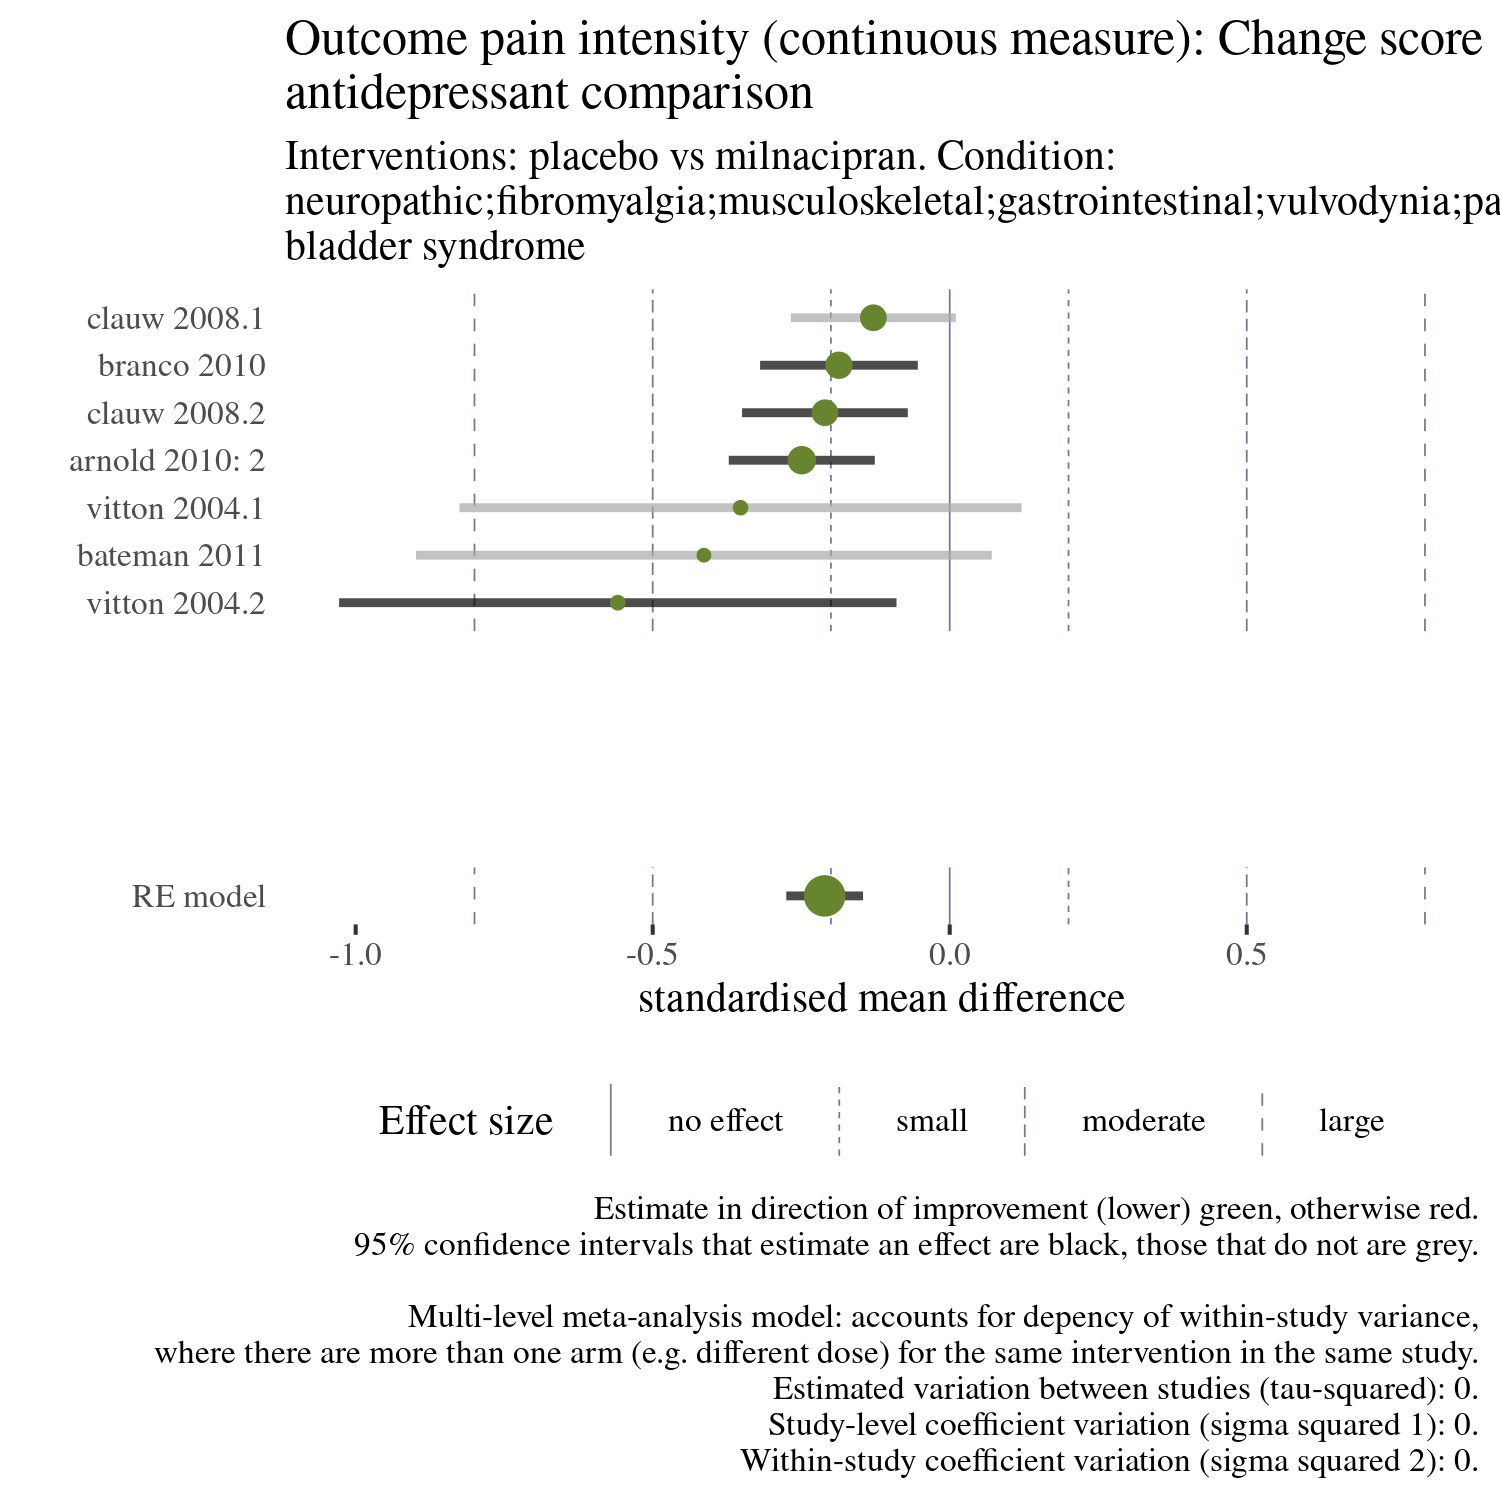 Outcome pain intensity (continuous measure): Change score
antidepressant comparison
Interventions: placebo vs milnacipran. Condition:
neuropathic;fibromyalgia;musculoskeletal;gastrointestinal;vulvodynia;pa
bladder syndrome
clauw 2008.1
branco 2010
clauw 2008.2
arnold 2010: 2
vitton 2004.1
bateman 2011
vitton 2004.2
RE model
-1.0 -0.5 0.0 0.5
standardised mean difference
Effect size no effect small moderate large
Estimate in direction of improvement (lower) green, otherwise red.
95% confidence intervals that estimate an effect are black, those that do not are grey.
Multi-level meta-analysis model: accounts for depency of within-study variance,
where there are more than one arm (e.g. different dose) for the same intervention in the same study.
Estimated variation between studies (tau-squared): 0.
Study-level coefficient variation (sigma squared 1): 0.
Within-study coefficient variation (sigma squared 2): 0.